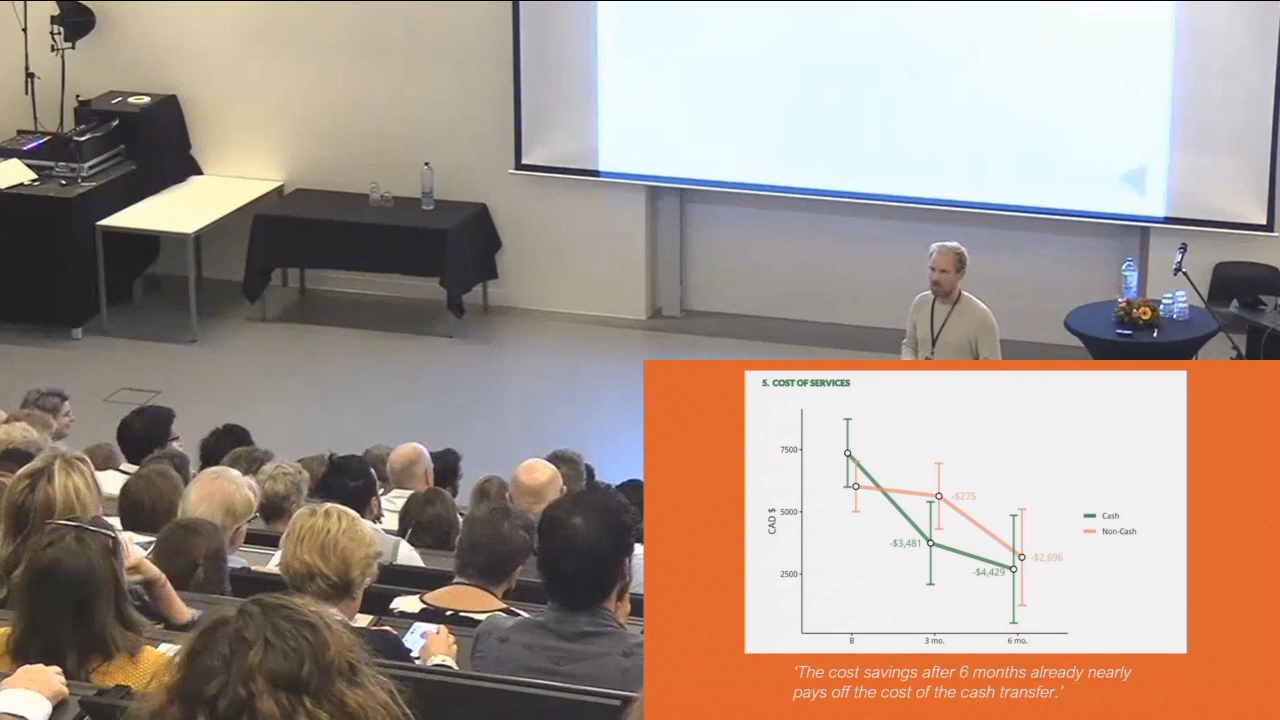 5. COST OF SERVICES
7500
5000
2500
CAD $
-$275
-$3,481
-$2,696
-$4,429
Cash
Non-Cash
B
3 mo.
6 mo.
‘The cost savings after 6 months already nearly
pays off the cost of the cash transfer.’